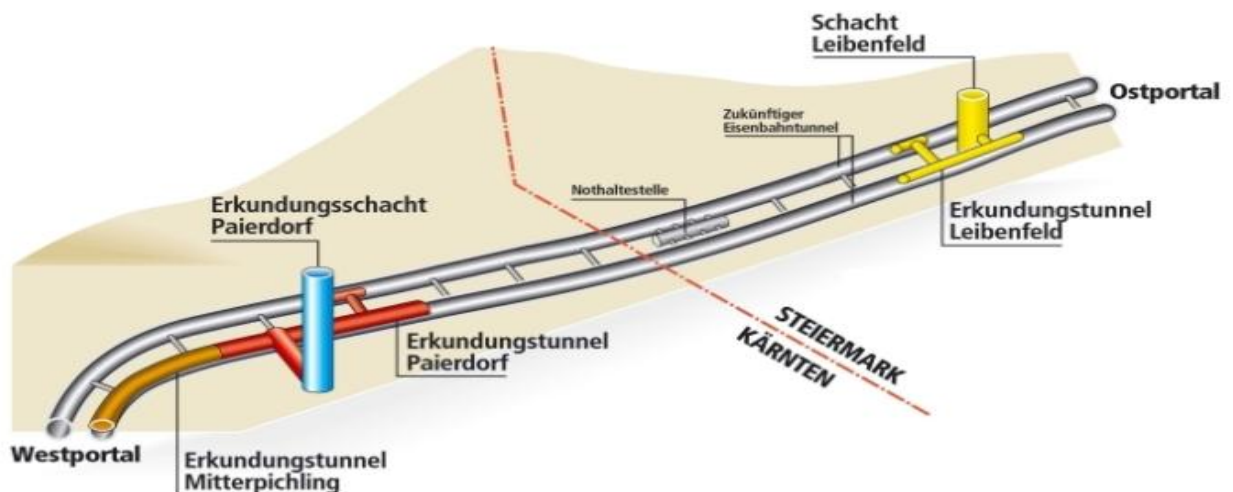 Schacht
Leibenfeld
Ostportal
Zukünftiger
Eisenbahntunnel
Nothaltestelle
Erkundungsschacht
Paierdorf
Erkundungstunnel
Leibenfeld
STEIERMARK
KÄRNTEN
Erkundungstunnel
Paierdorf
Westportal
Erkundungstunnel
Mitterpichling